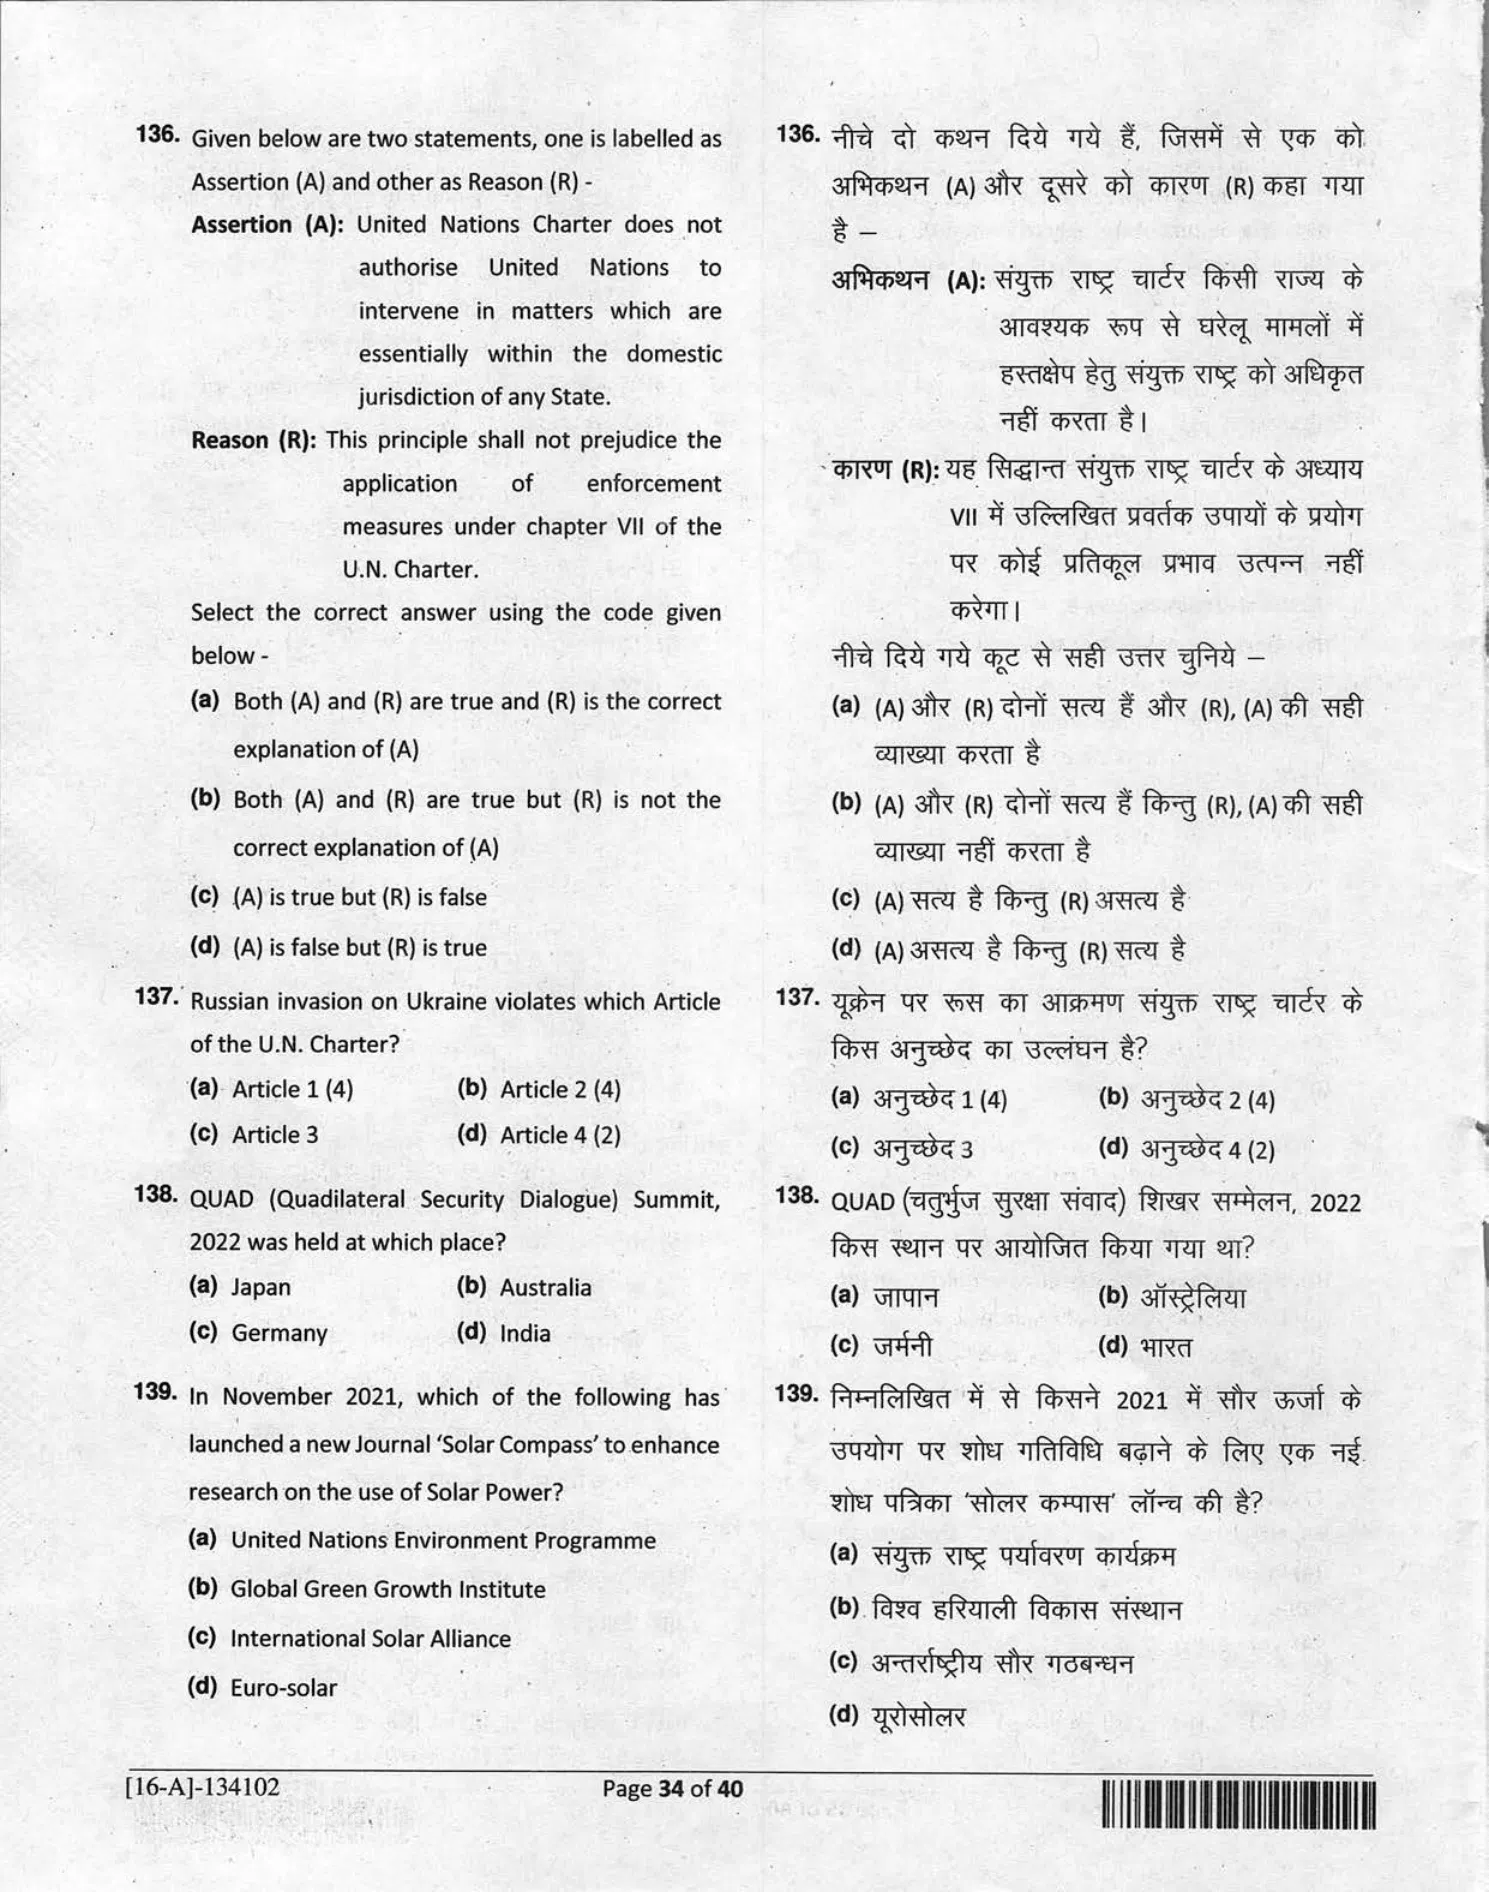 136. Given below are two statements, one is labelled as
Assertion (A) and other as Reason (R) -
Assertion (A): United Nations Charter does not
authorise United Nations to
intervene in matters which are
essentially within the domestic
jurisdiction of any State.
Reason (R): This principle shall not prejudice the
application of enforcement
measures under chapter VII of the
U.N. Charter.
Select the correct answer using the code given
below -
(a) Both (A) and (R) are true and (R) is the correct
explanation of (A)
(b) Both (A) and (R) are true but (R) is not the
correct explanation of (A)
(c) (A) is true but (R) is false
(d) (A) is false but (R) is true
137. Russian invasion on Ukraine violates which Article
of the U.N. Charter?
(a) Article 1 (4) (b) Article 2 (4)
(c) Article 3 (d) Article 4 (2)
138. QUAD (Quadilateral Security Dialogue) Summit,
2022 was held at which place?
(a) Japan (b) Australia
(c) Germany (d) India
139. In November 2021, which of the following has
launched a new Journal ‘Solar Compass’ to enhance
research on the use of Solar Power?
(a) United Nations Environment Programme
(b) Global Green Growth Institute
(c) International Solar Alliance
(d) Euro-solar
136. नीचे दो कथन दिये गये हैं, जिसमें से एक को
अभिकथन (A) और दूसरे को कारण (R) कहा गया
है –
अभिकथन (A): संयुक्त राष्ट्र चार्टर किसी राज्य के
आवश्यक रूप से घरेलू मामलों में
हस्तक्षेप हेतु संयुक्त राष्ट्र को अधिकृत
नहीं करता है।
कारण (R): यह सिद्धान्त संयुक्त राष्ट्र चार्टर के अध्याय
VII में उल्लिखित प्रवर्तक उपायों के प्रयोग
पर कोई प्रतिकूल प्रभाव उत्पन्न नहीं
करेगा।
नीचे दिये गये कूट से सही उत्तर चुनिये –
(a) (A) और (R) दोनों सत्य हैं और (R), (A) की सही
व्याख्या करता है
(b) (A) और (R) दोनों सत्य हैं किन्तु (R), (A) की सही
व्याख्या नहीं करता है
(c) (A) सत्य है किन्तु (R) असत्य है
(d) (A) असत्य है किन्तु (R) सत्य है
137. यूक्रेन पर रूस का आक्रमण संयुक्त राष्ट्र चार्टर के
किस अनुच्छेद का उल्लंघन है?
(a) अनुच्छेद 1 (4) (b) अनुच्छेद 2 (4)
(c) अनुच्छेद 3 (d) अनुच्छेद 4 (2)
138. QUAD (चतुर्भुज सुरक्षा संवाद) शिखर सम्मेलन, 2022
किस स्थान पर आयोजित किया गया था?
(a) जापान (b) ऑस्ट्रेलिया
(c) जर्मनी (d) भारत
139. निम्नलिखित में से किसने 2021 में सौर ऊर्जा के
उपयोग पर शोध गतिविधि बढ़ाने के लिए एक नई
शोध पत्रिका ‘सोलर कम्पास’ लॉन्च की है?
(a) संयुक्त राष्ट्र पर्यावरण कार्यक्रम
(b) विश्व हरियाली विकास संस्थान
(c) अन्तर्राष्ट्रीय सौर गठबन्धन
(d) यूरोसोलर
[16-A]-134102 Page 34 of 40